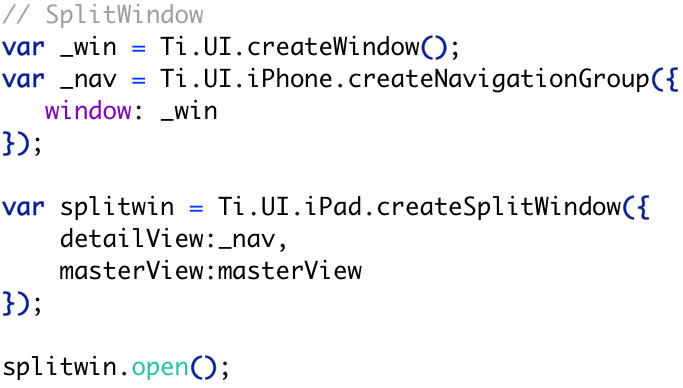 // SplitWindow
var _win = Ti.UI.createWindow();
var _nav = Ti.UI.iPhone.createNavigationGroup({
   window: _win
});

var splitwin = Ti.UI.iPad.createSplitWindow({
    detailView:_nav,
    masterView:masterView
});

splitwin.open();